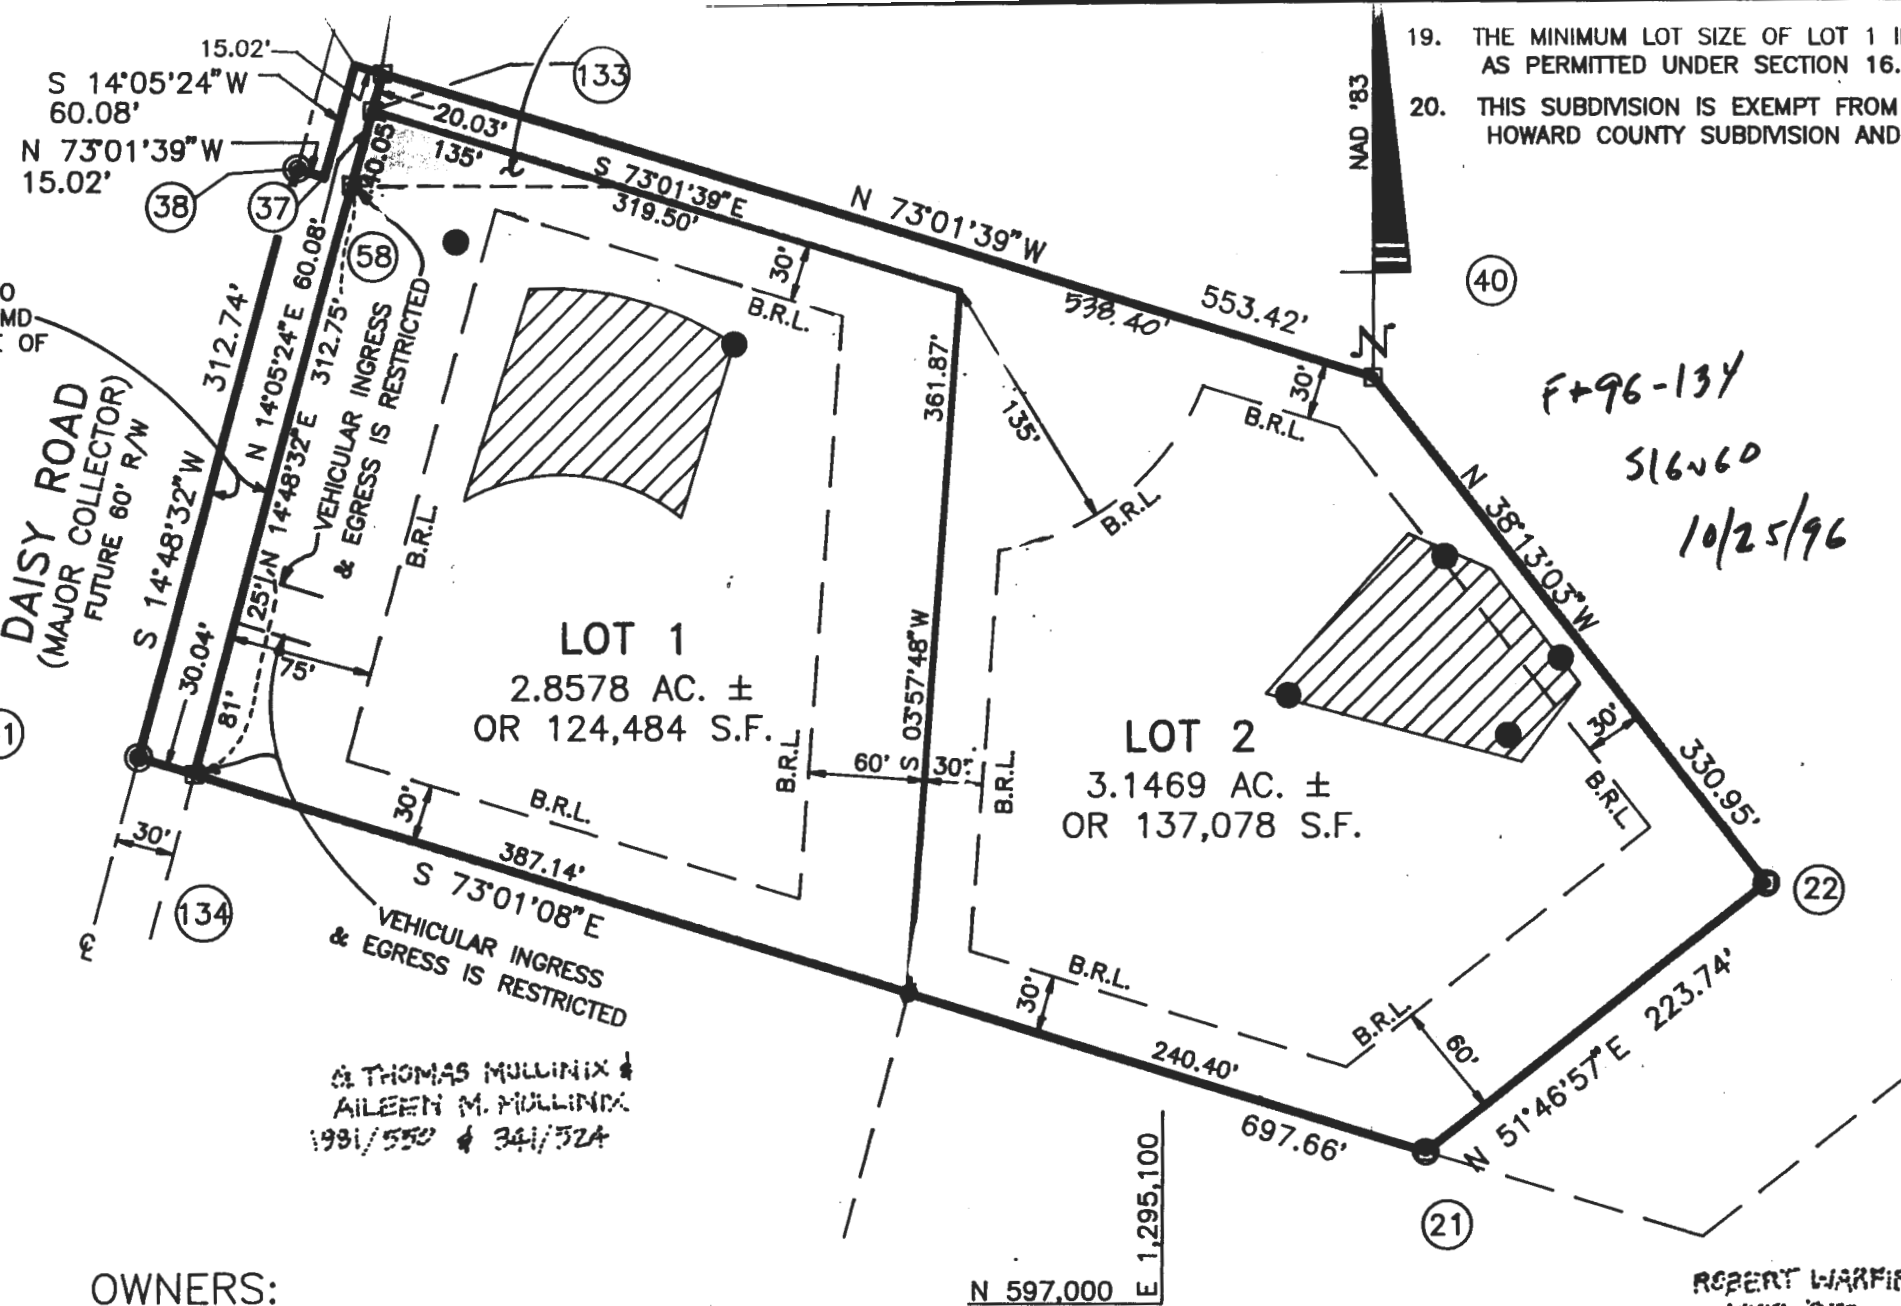 19. THE MINIMUM LOT SIZE OF LOT 1
AS PERMITTED UNDER SECTION 16.
20. THIS SUBDIVISION IS EXEMPT FROM
HOWARD COUNTY SUBDIVISION AND
NAD '83
N
15.02'
S 14°05'24" W
60.08'
N 73°01'39" W
15.02'
133
38
37
58
40
20.03'
135'
40.05'
S 73°01'39" E
319.50'
N 73°01'39" W
538.40'
553.42'
F-96-134
SIGNED
10/25/96
MD
OF
DAISY ROAD
(MAJOR COLLECTOR)
FUTURE 60' R/W
312.74'
S 14°48'32" W
30.04'
N 14°05'24" E 60.08'
N 14°48'32" E 312.75'
VEHICULAR INGRESS
& EGRESS IS RESTRICTED
25'
81'
75'
B.R.L.
30'
B.R.L.
LOT 1
2.8578 AC. ±
OR 124,484 S.F.
B.R.L.
60'
30'
B.R.L.
361.87'
S 03°57'48" W
135'
B.R.L.
30'
B.R.L.
N 38°13'03" W
330.95'
LOT 2
3.1469 AC. ±
OR 137,078 S.F.
30'
B.R.L.
22
30'
134
℄
30'
B.R.L.
387.14'
S 73°01'08" E
VEHICULAR INGRESS
& EGRESS IS RESTRICTED
30'
B.R.L.
240.40'
697.66'
B.R.L.
60'
N 51°46'57" E 223.74'
21
THOMAS MULLINIX &
AILEEN M. MULLINIX
& 341/524
N 597,000
E 1,295,100
OWNERS:
ROBERT